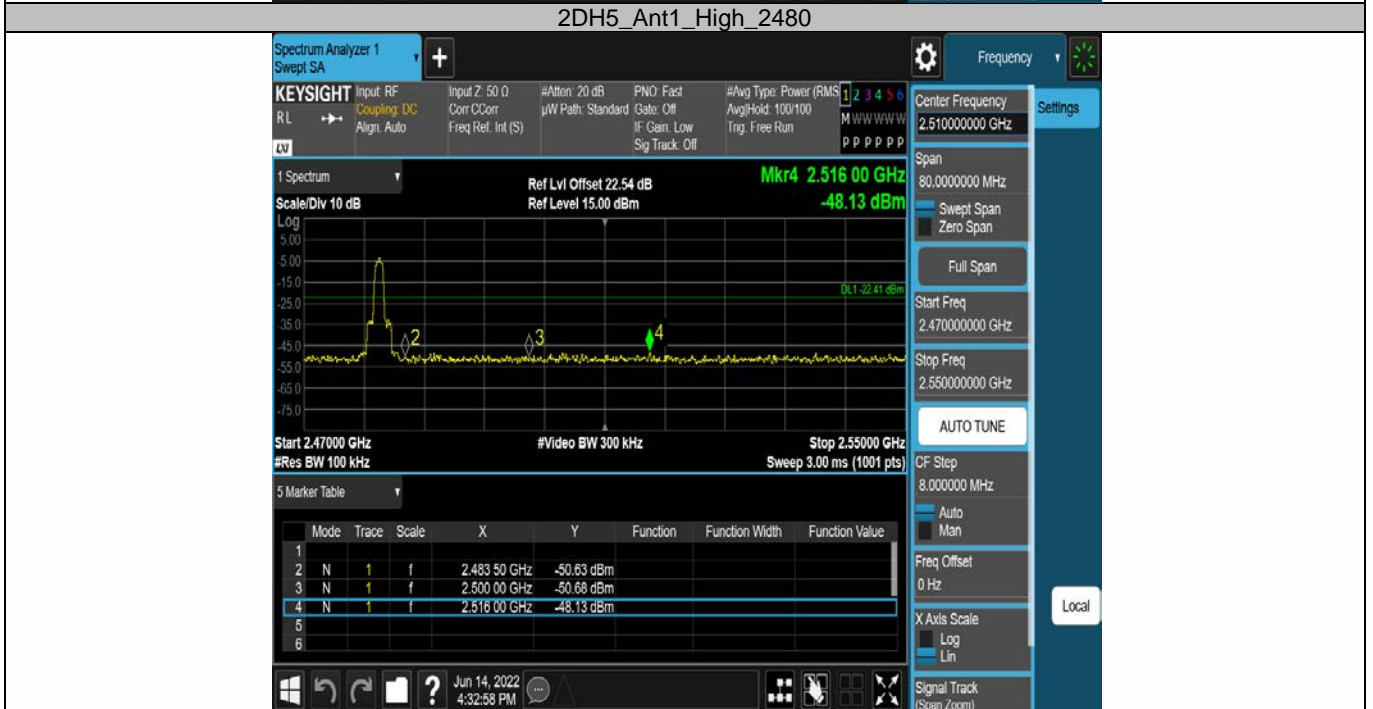 2DH5_Ant1_High_2480
Spectrum Analyzer 1
Swept SA
+
Frequency
KEYSIGHT
RL
LXI
Input: RF
Coupling: DC
Align: Auto
Input Z: 50 Ω
Corr CCorr
Freq Ref: Int (S)
#Atten: 20 dB
µW Path: Standard
PNO: Fast
Gate: Off
IF Gain: Low
Sig Track: Off
#Avg Type: Power (RMS
Avg|Hold: 100/100
Trig: Free Run
1 2 3 4 5 6
M W W W W W
P P P P P P
1 Spectrum
Scale/Div 10 dB
Ref Lvl Offset 22.54 dB
Ref Level 15.00 dBm
Mkr4 2.516 00 GHz
-48.13 dBm
Log
5.00
-5.00
-15.0
-25.0
-35.0
-45.0
-55.0
-65.0
-75.0
DL1 -22.41 dBm
2
3
4
Start 2.47000 GHz
#Res BW 100 kHz
#Video BW 300 kHz
Stop 2.55000 GHz
Sweep 3.00 ms (1001 pts)
5 Marker Table
Mode Trace Scale X Y Function Function Width Function Value
1
2 N 1 f 2.483 50 GHz -50.63 dBm
3 N 1 f 2.500 00 GHz -50.68 dBm
4 N 1 f 2.516 00 GHz -48.13 dBm
5
6
?
Jun 14, 2022
4:32:58 PM
Center Frequency
2.510000000 GHz
Settings
Span
80.0000000 MHz
Swept Span
Zero Span
Full Span
Start Freq
2.470000000 GHz
Stop Freq
2.550000000 GHz
AUTO TUNE
CF Step
8.000000 MHz
Auto
Man
Freq Offset
0 Hz
X Axis Scale
Log
Lin
Local
Signal Track
(Span Zoom)